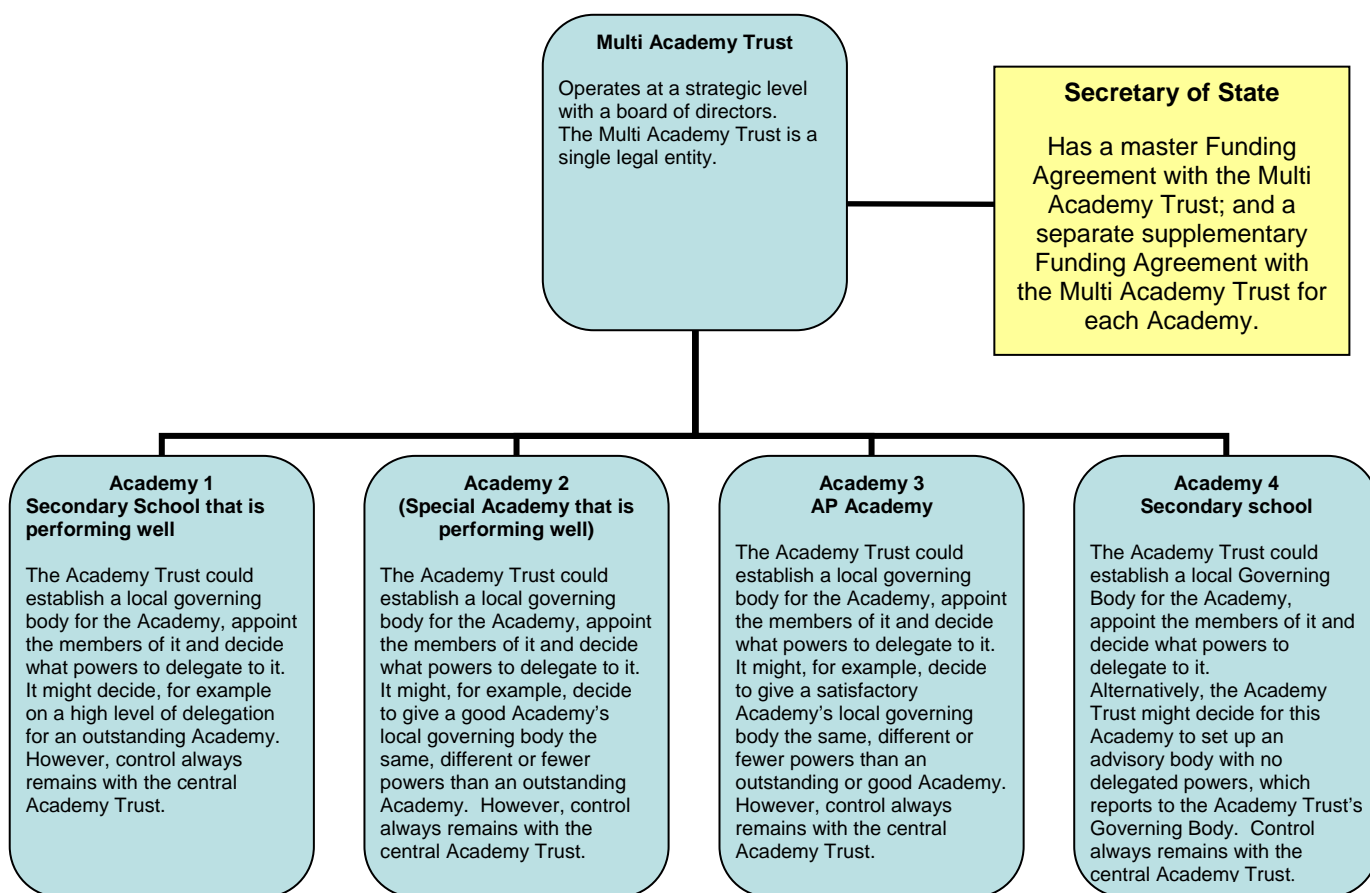 Multi Academy Trust
Operates at a strategic level
with a board of directors.
The Multi Academy Trust is a
single legal entity.
Secretary of State
Has a master Funding
Agreement with the Multi
Academy Trust; and a
separate supplementary
Funding Agreement with
the Multi Academy Trust for
each Academy.
Academy 1
Secondary School that is
performing well
The Academy Trust could
establish a local governing
body for the Academy, appoint
the members of it and decide
what powers to delegate to it.
It might decide, for example
on a high level of delegation
for an outstanding Academy.
However, control always
remains with the central
Academy Trust.
Academy 2
(Special Academy that is
performing well)
The Academy Trust could
establish a local governing
body for the Academy, appoint
the members of it and decide
what powers to delegate to it.
It might, for example, decide
to give a good Academy’s
local governing body the
same, different or fewer
powers than an outstanding
Academy.  However, control
always remains with the
central Academy Trust.
Academy 3
AP Academy
The Academy Trust could
establish a local governing
body for the Academy, appoint
the members of it and decide
what powers to delegate to it.
It might, for example, decide
to give a satisfactory
Academy’s local governing
body the same, different or
fewer powers than an
outstanding or good Academy.
However, control always
remains with the central
Academy Trust.
Academy 4
Secondary school
The Academy Trust could
establish a local Governing
Body for the Academy,
appoint the members of it and
decide what powers to
delegate to it.
Alternatively, the Academy
Trust might decide for this
Academy to set up an
advisory body with no
delegated powers, which
reports to the Academy Trust’s
Governing Body.  Control
always remains with the
central Academy Trust.